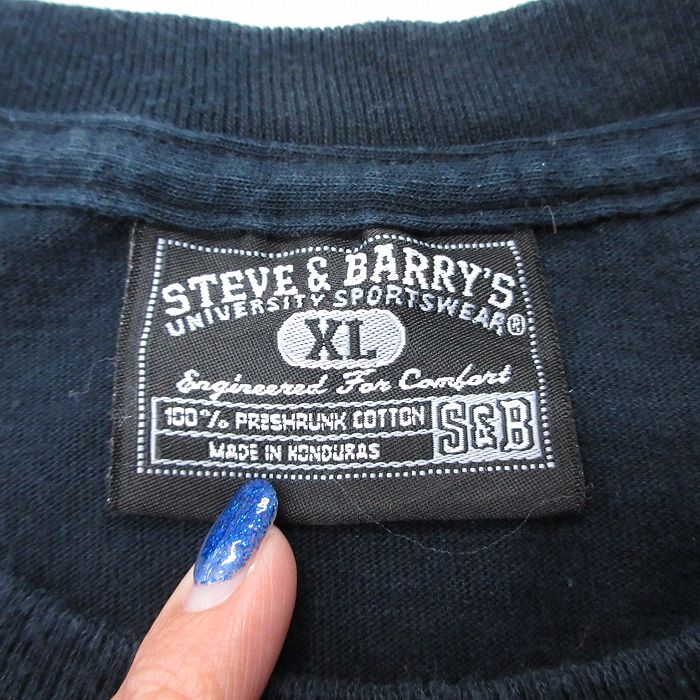 STEVE & BARRY'S
UNIVERSITY SPORTSWEAR®
XL
Engineered For Comfort
100% PRESHRUNK COTTON
MADE IN HONDURAS
S&B